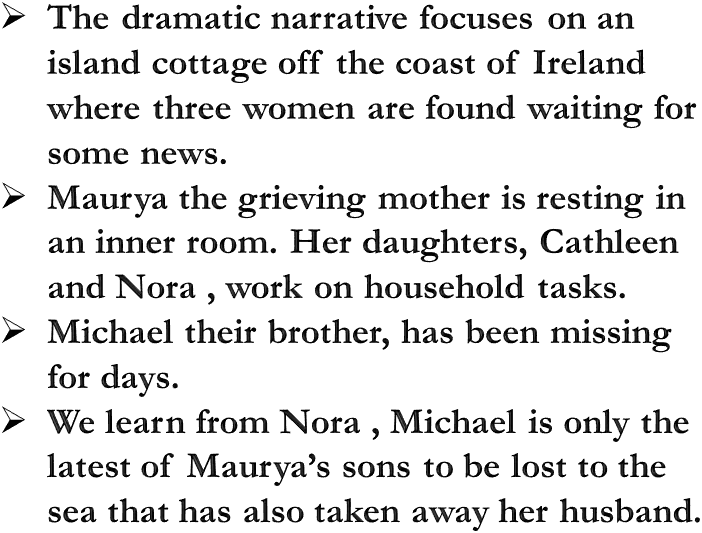 ➢ The dramatic narrative focuses on an
island cottage off the coast of Ireland
where three women are found waiting for
some news.
➢ Maurya the grieving mother is resting in
an inner room. Her daughters, Cathleen
and Nora , work on household tasks.
➢ Michael their brother, has been missing
for days.
➢ We learn from Nora , Michael is only the
latest of Maurya’s sons to be lost to the
sea that has also taken away her husband.